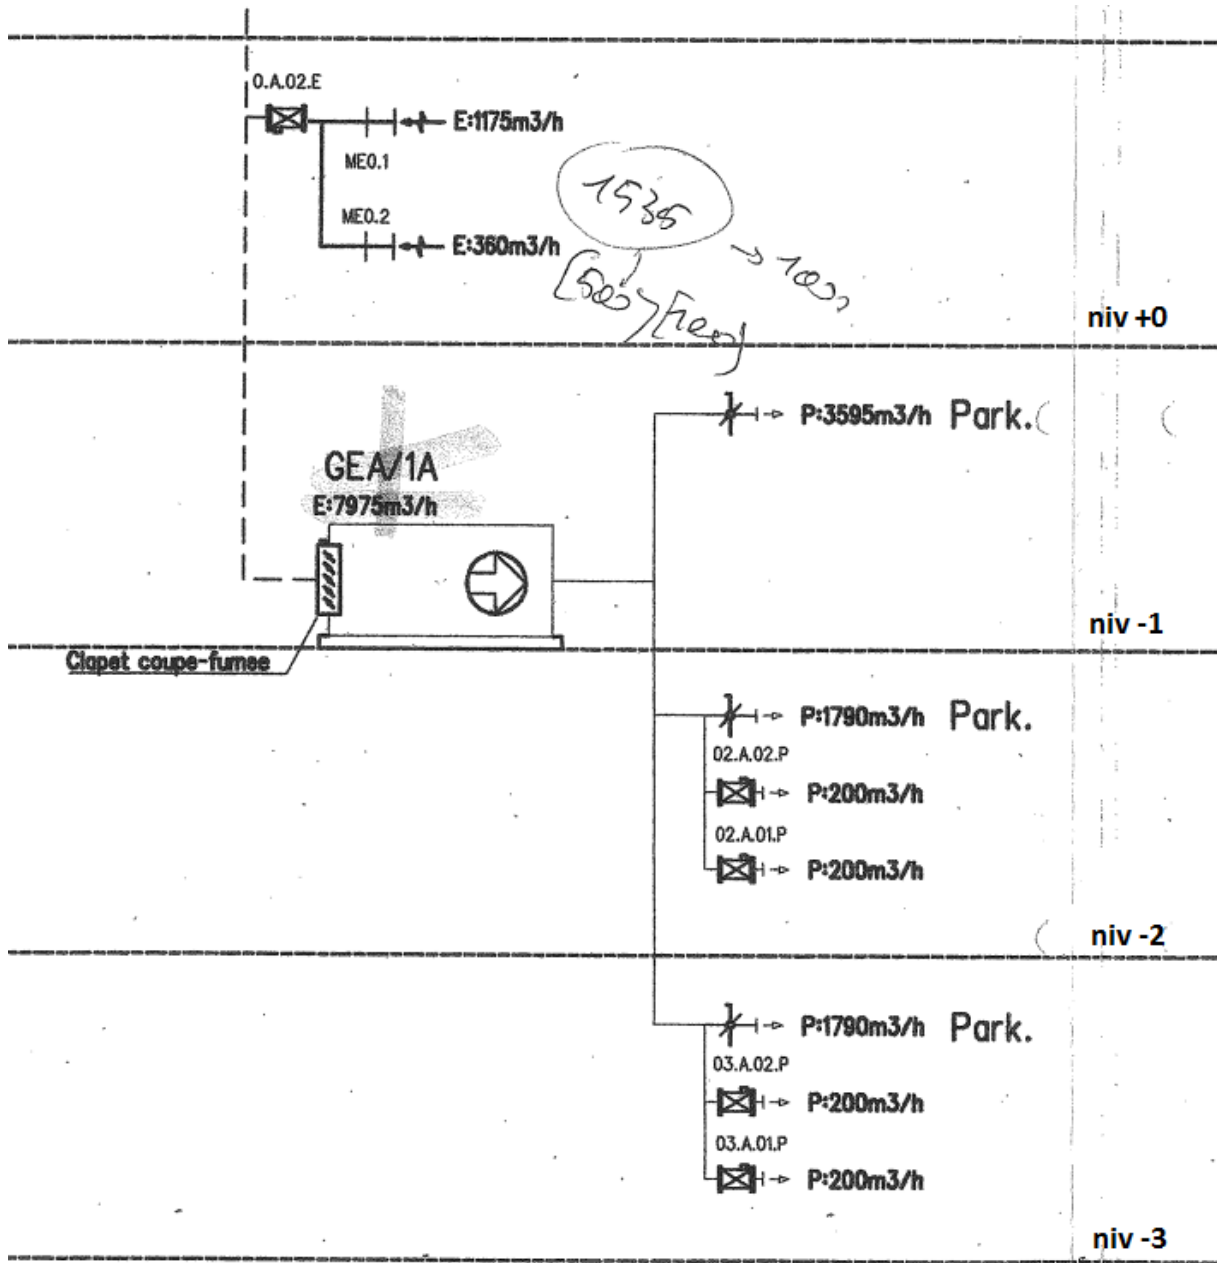 O.A.02.E
E:1175m3/h
ME0.1
1535
ME0.2
E:360m3/h
[500]
niv +0
P:3595m3/h Park.
GEA/1A
E:7975m3/h
niv -1
Clapet coupe-fumee
P:1790m3/h Park.
02.A.02.P
P:200m3/h
02.A.01.P
P:200m3/h
niv -2
P:1790m3/h Park.
03.A.02.P
P:200m3/h
03.A.01.P
P:200m3/h
niv -3